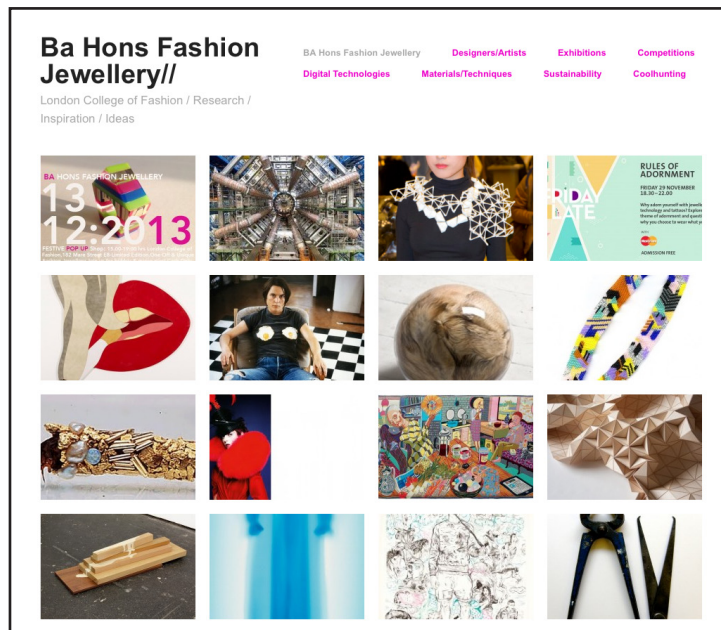 Ba Hons Fashion
Jewellery//
London College of Fashion / Research /
Inspiration / Ideas
BA Hons Fashion Jewellery Designers/Artists Exhibitions Competitions
Digital Technologies Materials/Techniques Sustainability Coolhunting
BA HONS FASHION JEWELLERY
13
12:2013
FESTIVE POP UP
RULES OF
ADORNMENT
FRIDAY 29 NOVEMBER
18.30 – 22.00
ADMISSION FREE